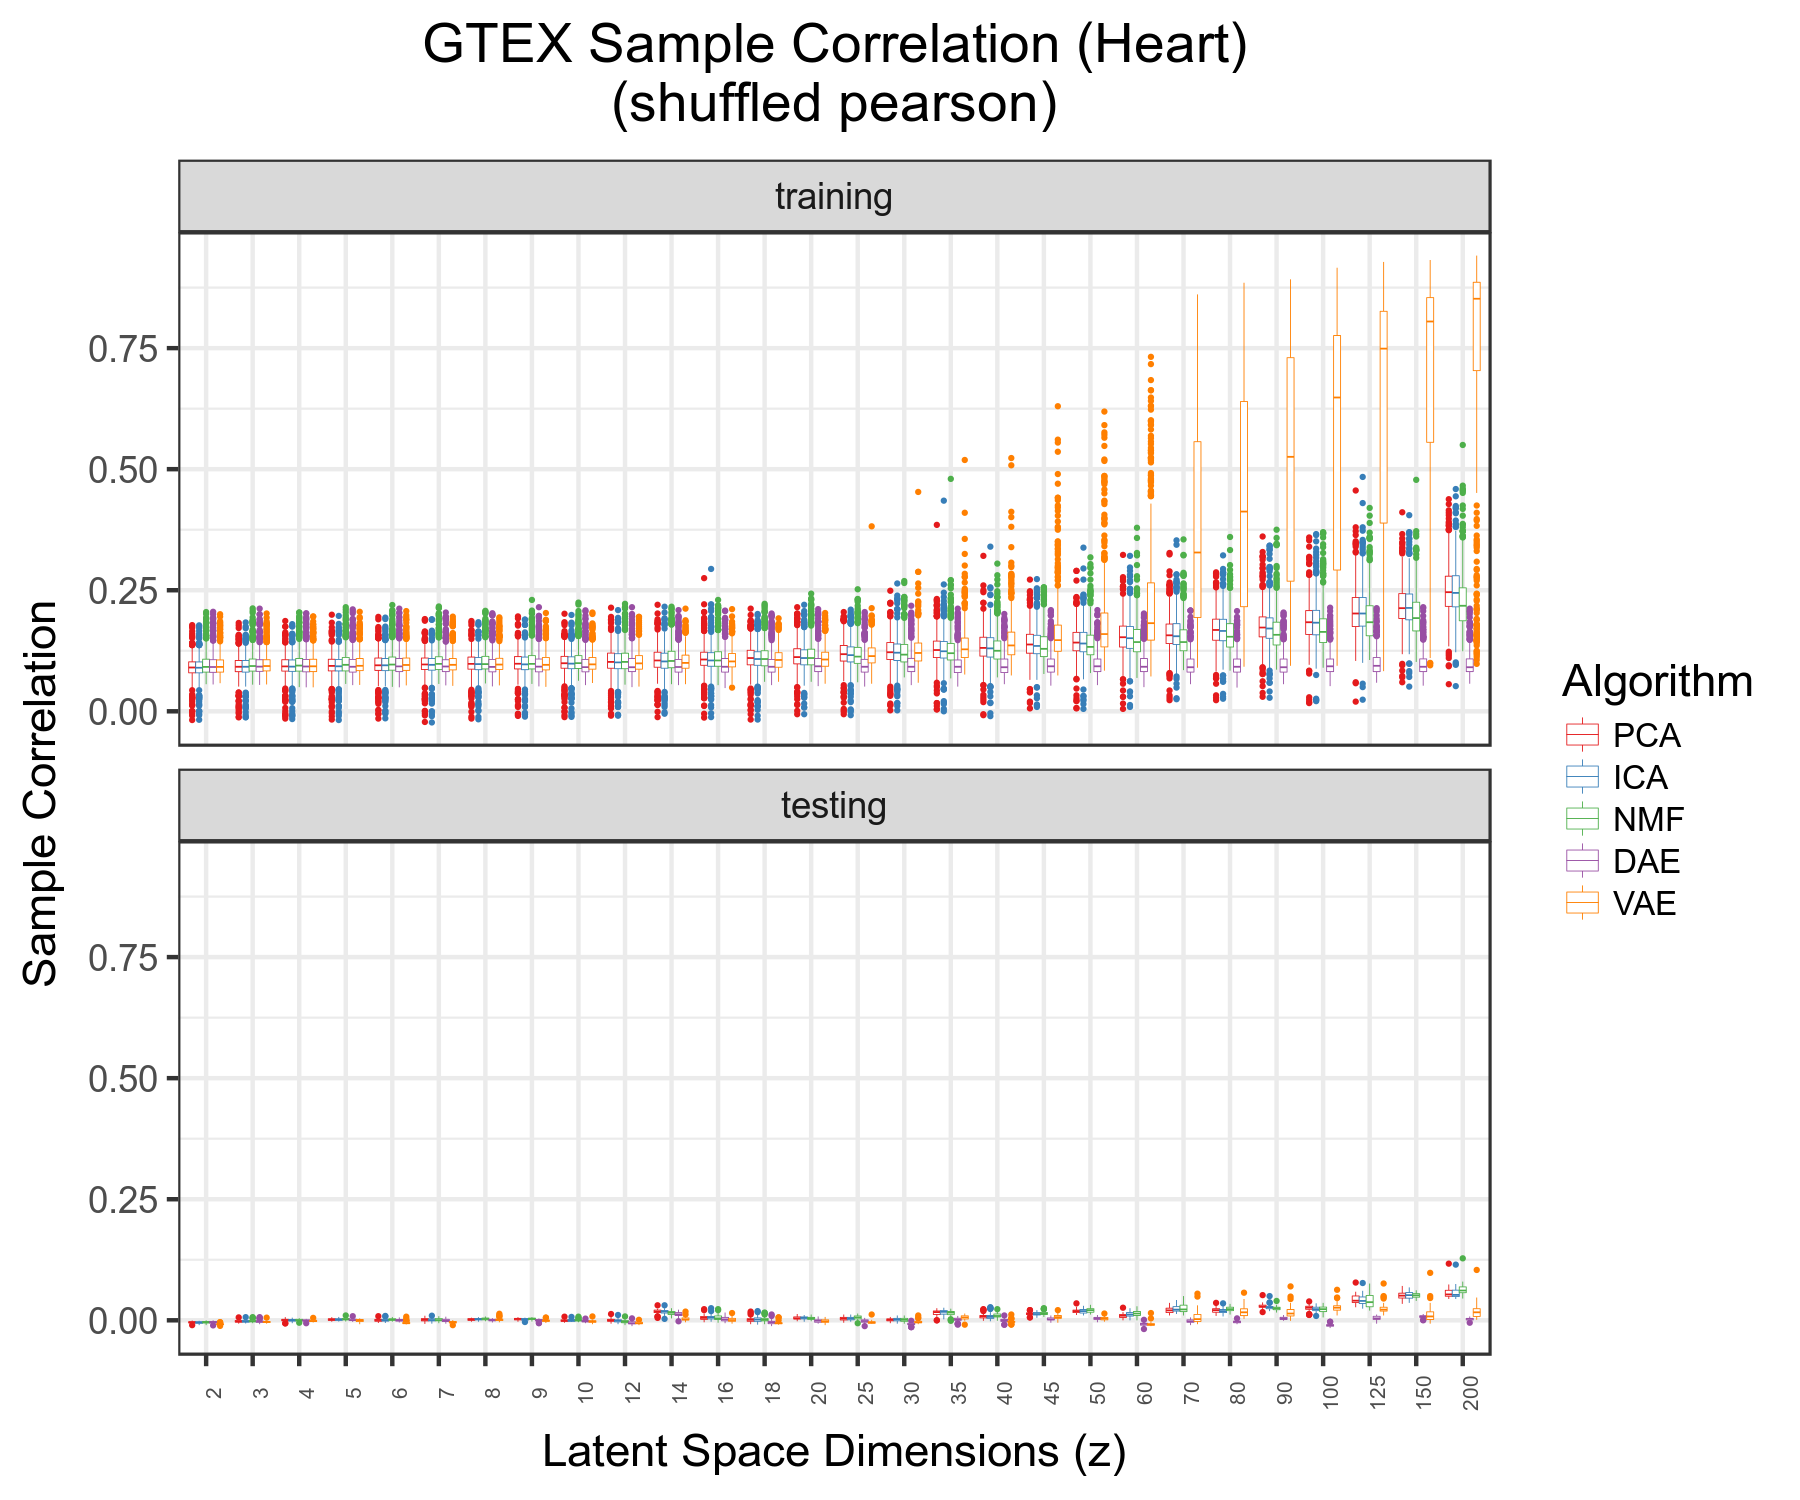 GTEX Sample Correlation (Heart)
(shuffled pearson)
training
0.75
0.50
0.25
0.00
testing
0.75
0.50
0.25
0.00
Sample Correlation
2 3 4 5 6 7 8 9 10 12 14 16 18 20 25 30 35 40 45 50 60 70 80 90 100 125 150 200
Latent Space Dimensions (z)
Algorithm
PCA
ICA
NMF
DAE
VAE